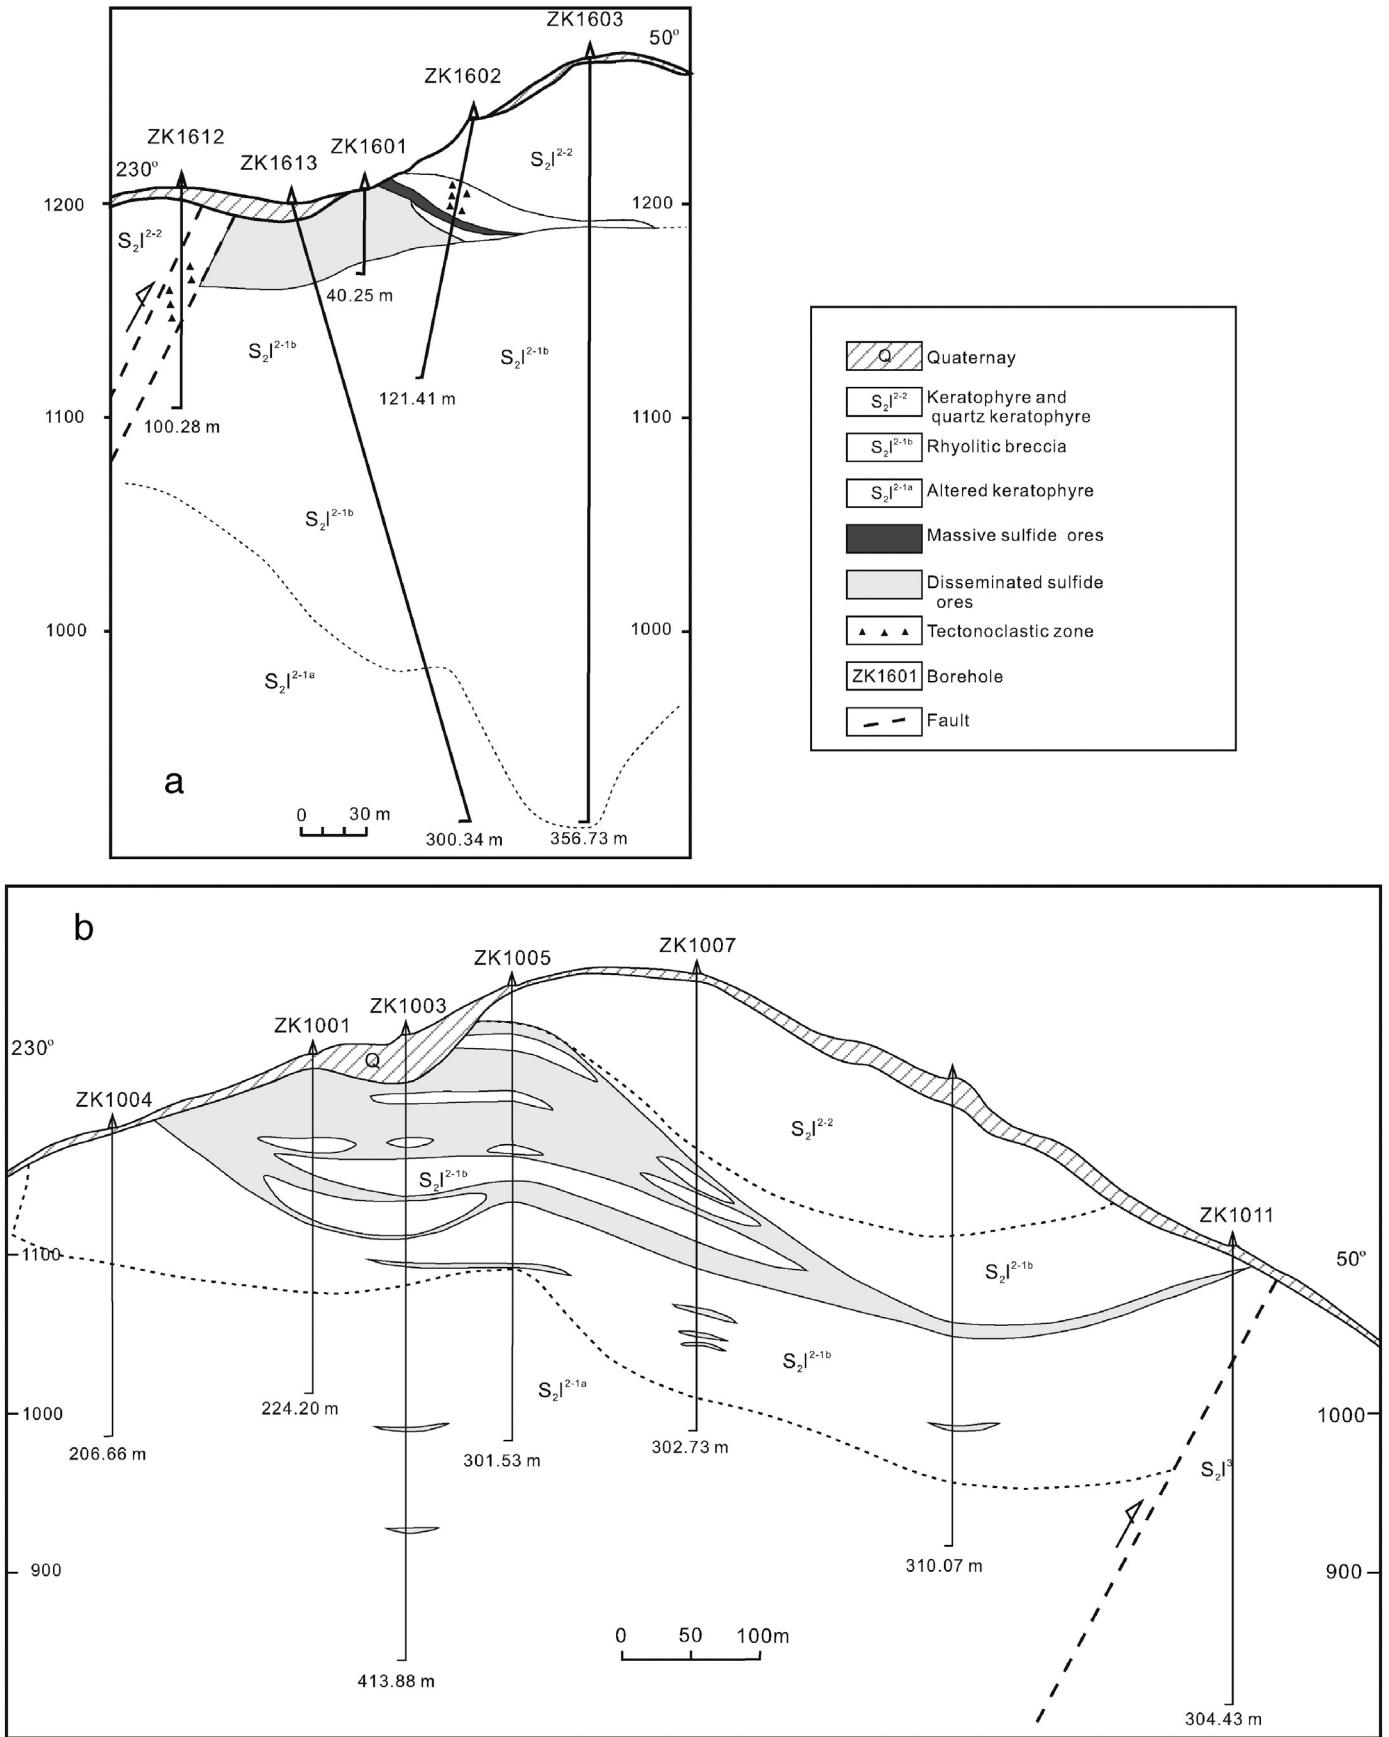 ZK1603
50°
ZK1602
ZK1612
ZK1613
ZK1601
230°
S₂l²⁻²
1200
1200
S₂l²⁻²
40.25 m
S₂l²⁻¹ᵇ
S₂l²⁻¹ᵇ
121.41 m
1100
1100
100.28 m
S₂l²⁻¹ᵇ
1000
1000
S₂l²⁻¹ᵃ
a
0 30 m
300.34 m
356.73 m
Q Quaternay
S₂l²⁻² Keratophyre and
quartz keratophyre
S₂l²⁻¹ᵇ Rhyolitic breccia
S₂l²⁻¹ᵃ Altered keratophyre
Massive sulfide ores
Disseminated sulfide
ores
Tectonoclastic zone
ZK1601 Borehole
Fault
b
ZK1007
ZK1005
ZK1003
ZK1001
230°
Q
ZK1004
S₂l²⁻²
S₂l²⁻¹ᵇ
ZK1011
1100
50°
S₂l²⁻¹ᵇ
S₂l²⁻¹ᵇ
S₂l²⁻¹ᵃ
224.20 m
1000
1000
206.66 m
301.53 m
302.73 m
S₂l³
310.07 m
900
900
0 50 100m
413.88 m
304.43 m